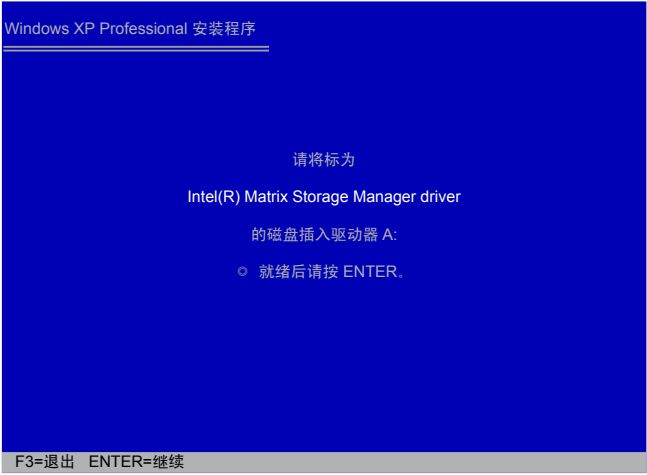 Windows XP Professional 安装程序
请将标为
Intel(R) Matrix Storage Manager driver
的磁盘插入驱动器 A:
◎ 就绪后请按 ENTER。
F3=退出 ENTER=继续